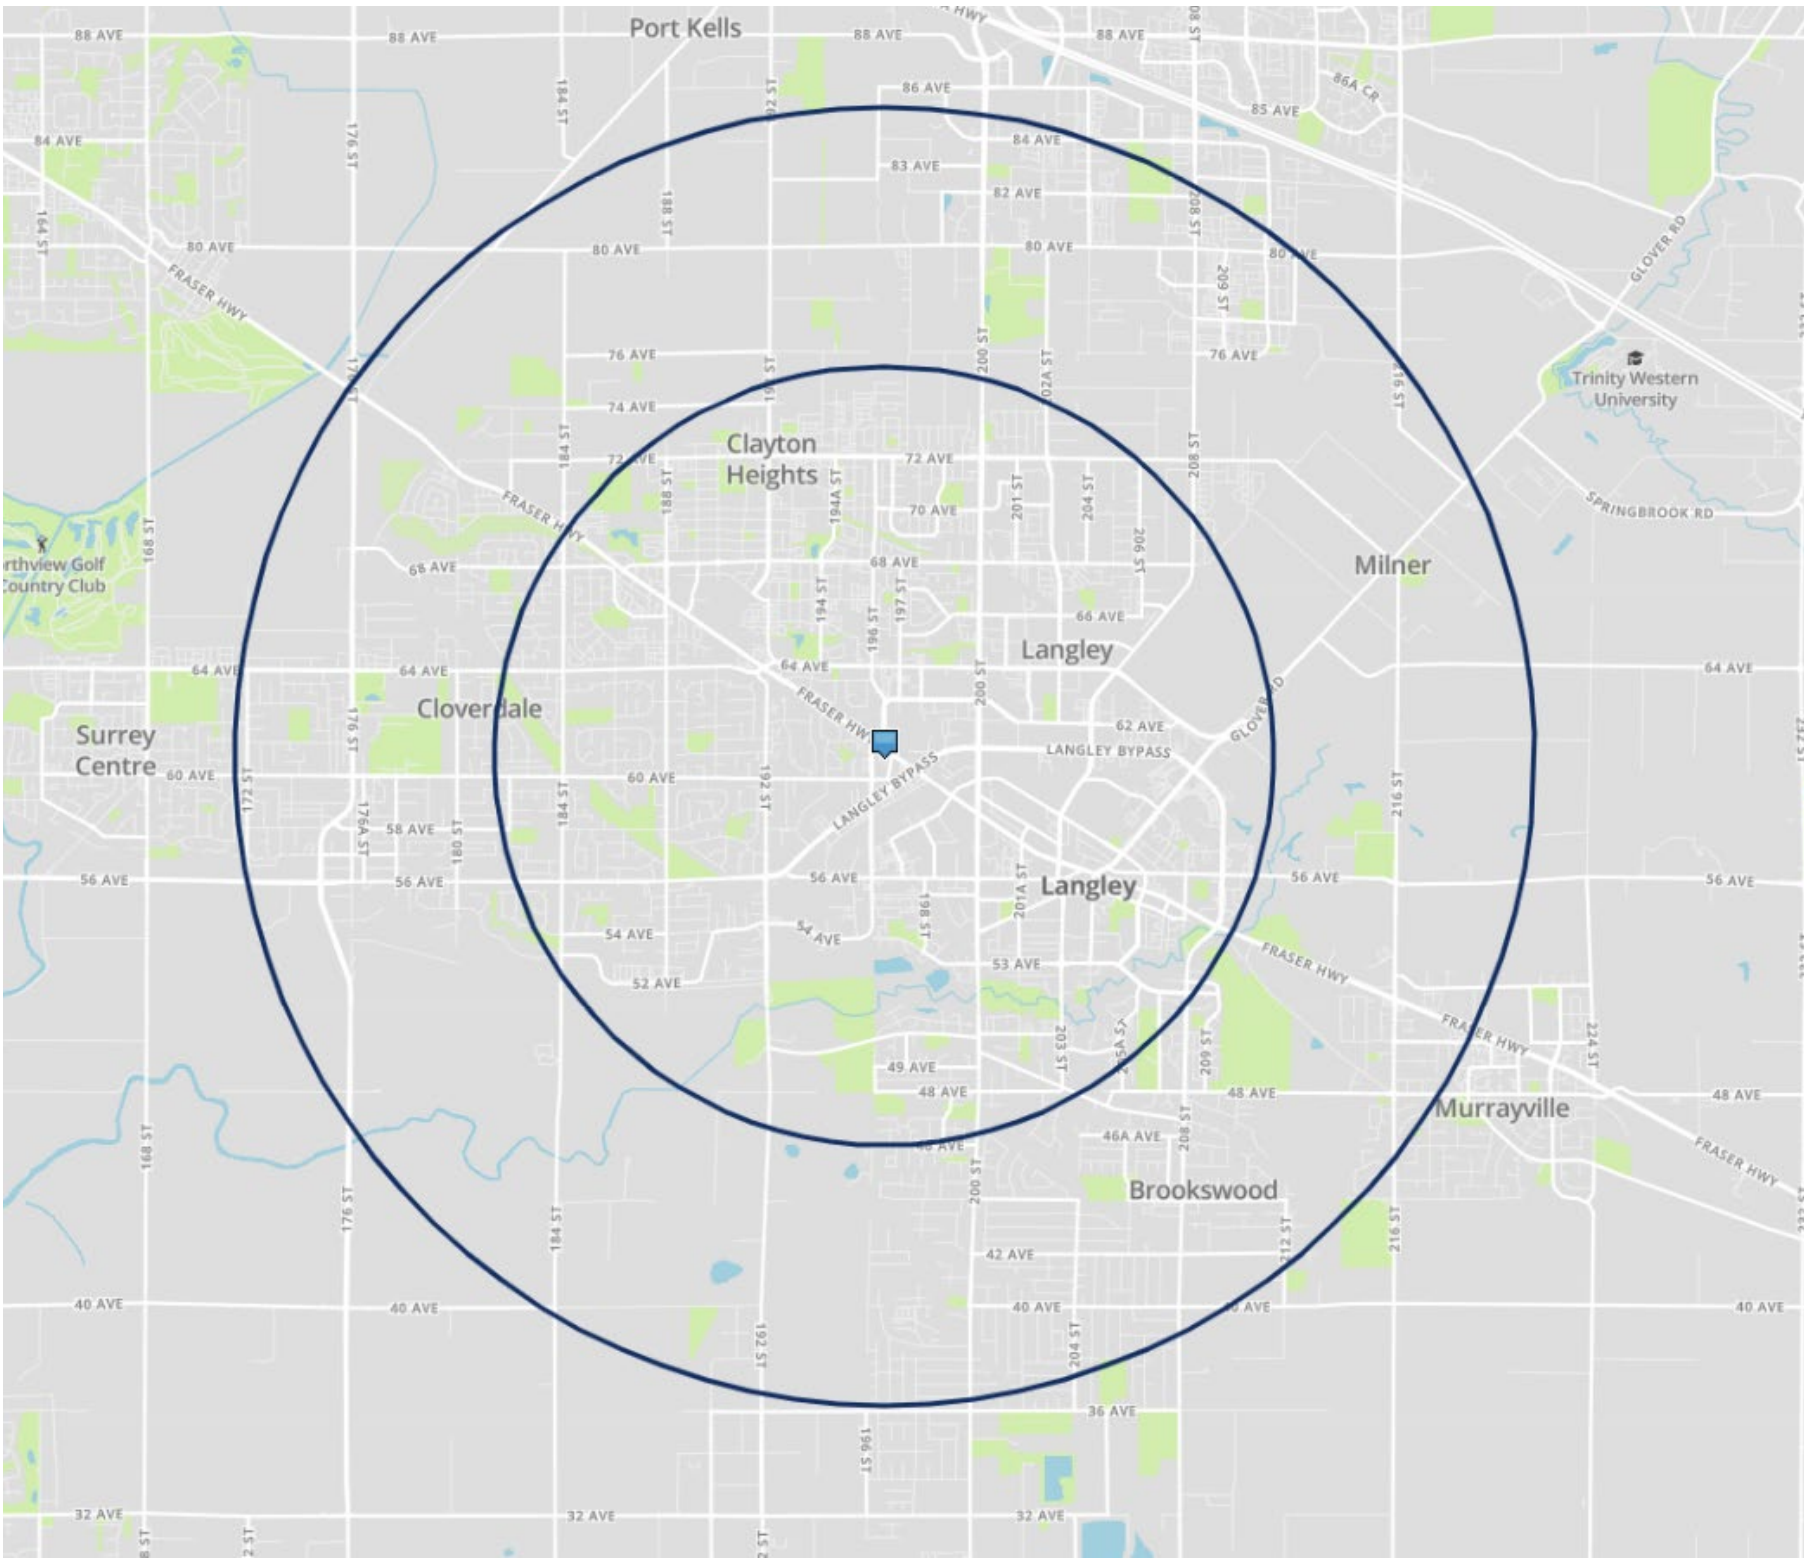 Port Kells
A HWY
88 AVE
88 AVE
88 AVE
88 AVE
86 AVE
86A CR
85 AVE
184 ST
84 AVE
84 AVE
176 ST
83 AVE
82 AVE
188 ST
208 ST
164 ST
80 AVE
80 AVE
80 AVE
80 AVE
GLOVER RD
FRASER HWY
209 ST
200 ST
76 AVE
76 AVE
Trinity Western
University
216 ST
74 AVE
Clayton
Heights
184 ST
72 AVE
72 AVE
208 ST
188 ST
194A ST
201 ST
204 ST
FRASER HWY
70 AVE
SPRINGBROOK RD
168 ST
206 ST
rthview Golf
Country Club
68 AVE
68 AVE
Milner
194 ST
197 ST
196 ST
66 AVE
Langley
64 AVE
64 AVE
64 AVE
64 AVE
200 ST
Cloverdale
FRASER HWY
GLOVER RD
62 AVE
Surrey
Centre
176 ST
LANGLEY BYPASS
LANGLEY BYPASS
60 AVE
60 AVE
172 ST
184 ST
192 ST
216 ST
176A ST
58 AVE
180 ST
56 AVE
56 AVE
56 AVE
56 AVE
56 AVE
Langley
201A ST
198 ST
54 AVE
54 AVE
53 AVE
FRASER HWY
52 AVE
FRASER HWY
203 ST
209 ST
224 ST
49 AVE
48 AVE
48 AVE
48 AVE
Murrayville
168 ST
46A AVE
208 ST
FRASER HWY
200 ST
Brookswood
176 ST
184 ST
212 ST
216 ST
42 AVE
40 AVE
40 AVE
40 AVE
40 AVE
192 ST
204 ST
36 AVE
196 ST
32 AVE
32 AVE
32 AVE